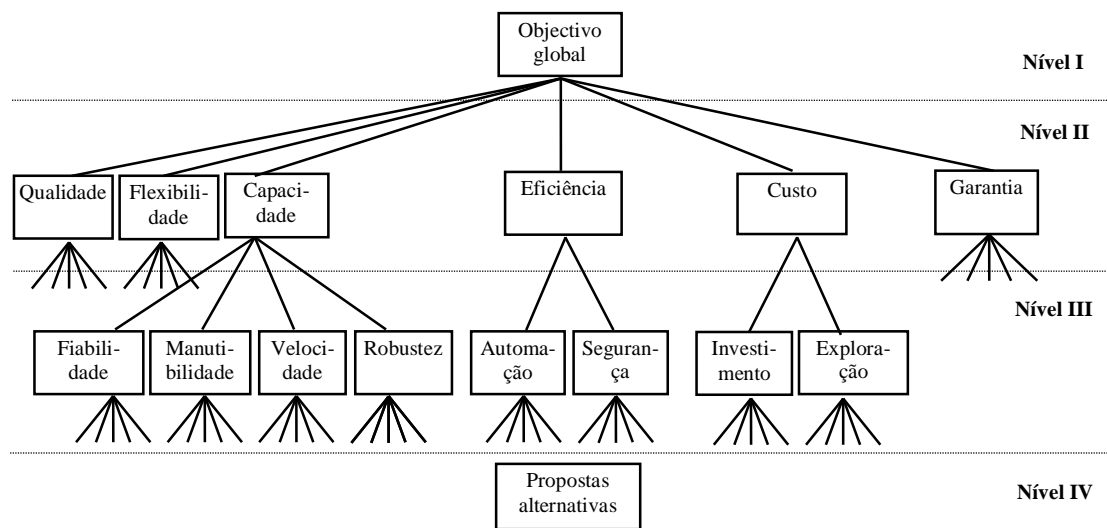 Objectivo
global
Nível I
Nível II
Qualidade
Flexibili-
dade
Capaci-
dade
Eficiência
Custo
Garantia
Nível III
Fiabili-
dade
Manuti-
bilidade
Veloci-
dade
Robustez
Automa-
ção
Seguran-
ça
Investi-
mento
Explora-
ção
Propostas
alternativas
Nível IV